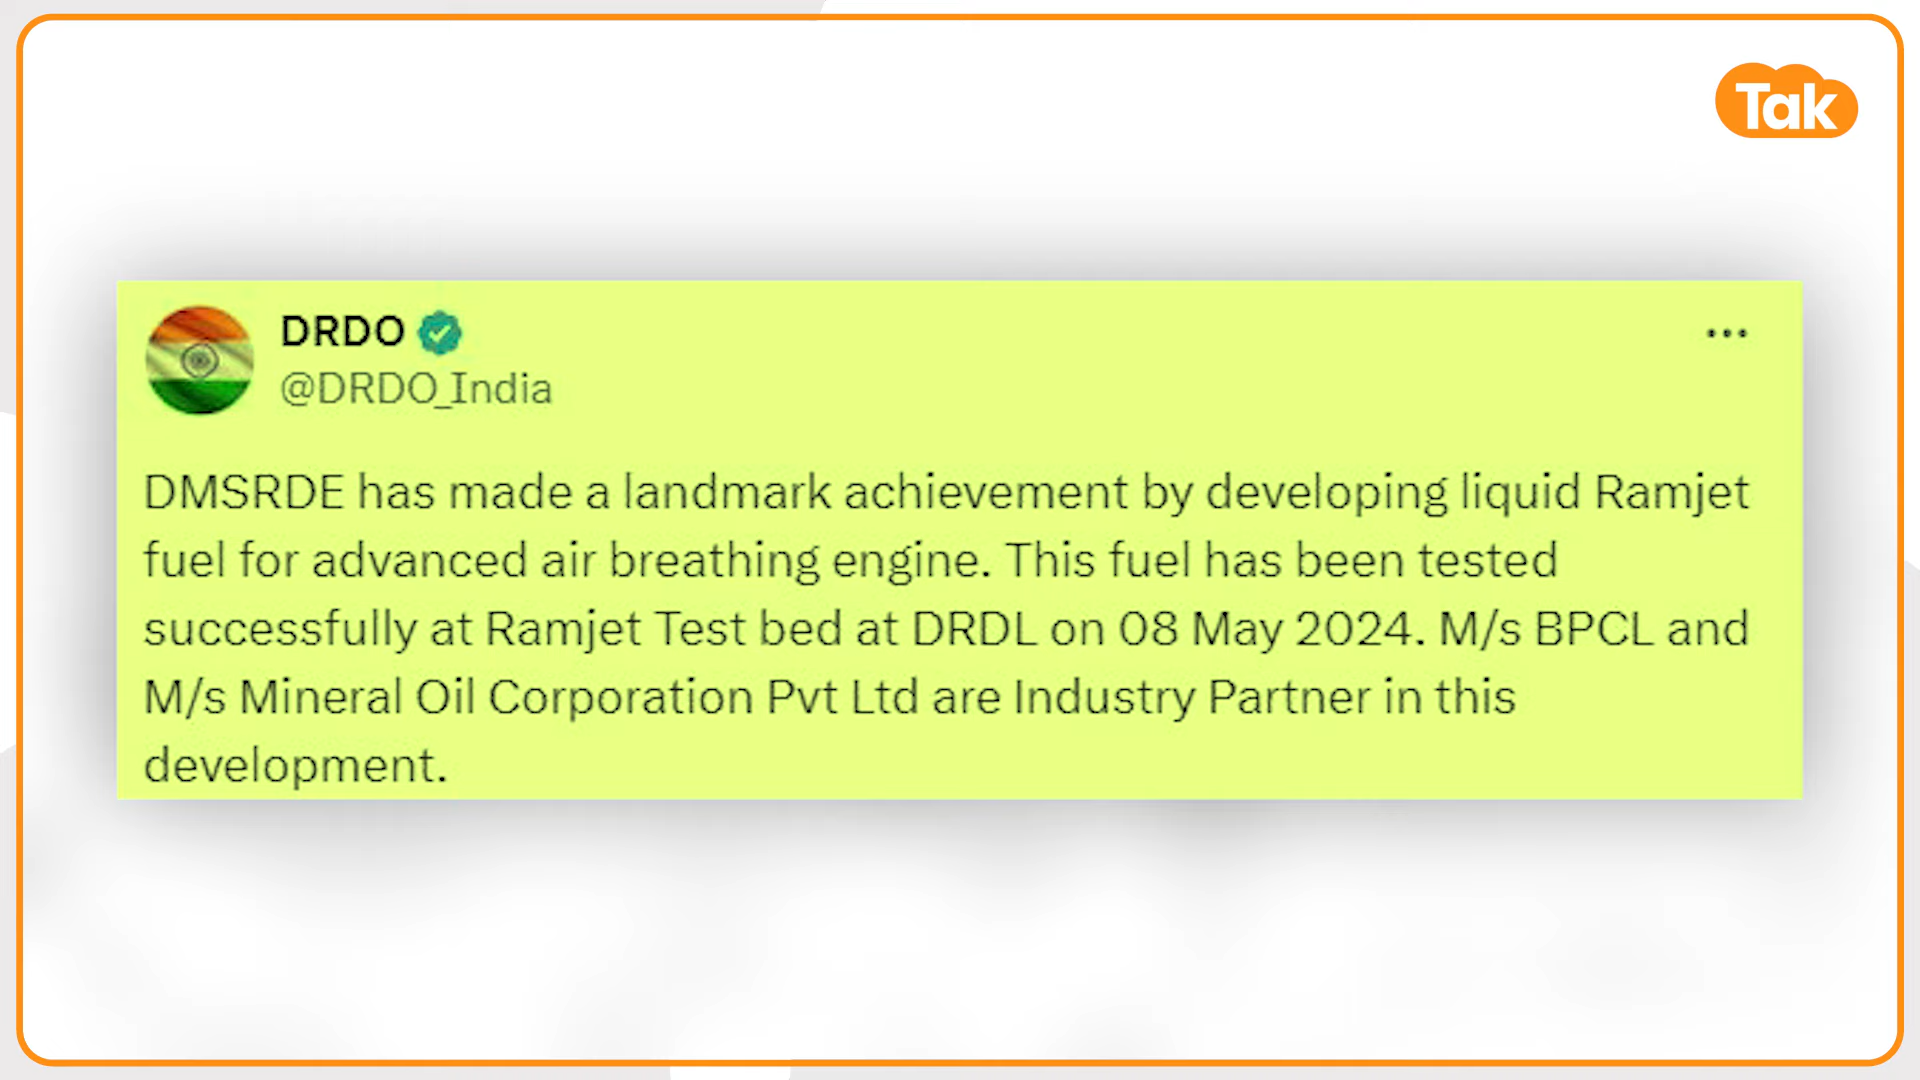 Tak
DRDO
@DRDO_India
DMSRDE has made a landmark achievement by developing liquid Ramjet
fuel for advanced air breathing engine. This fuel has been tested
successfully at Ramjet Test bed at DRDL on 08 May 2024. M/s BPCL and
M/s Mineral Oil Corporation Pvt Ltd are Industry Partner in this
development.